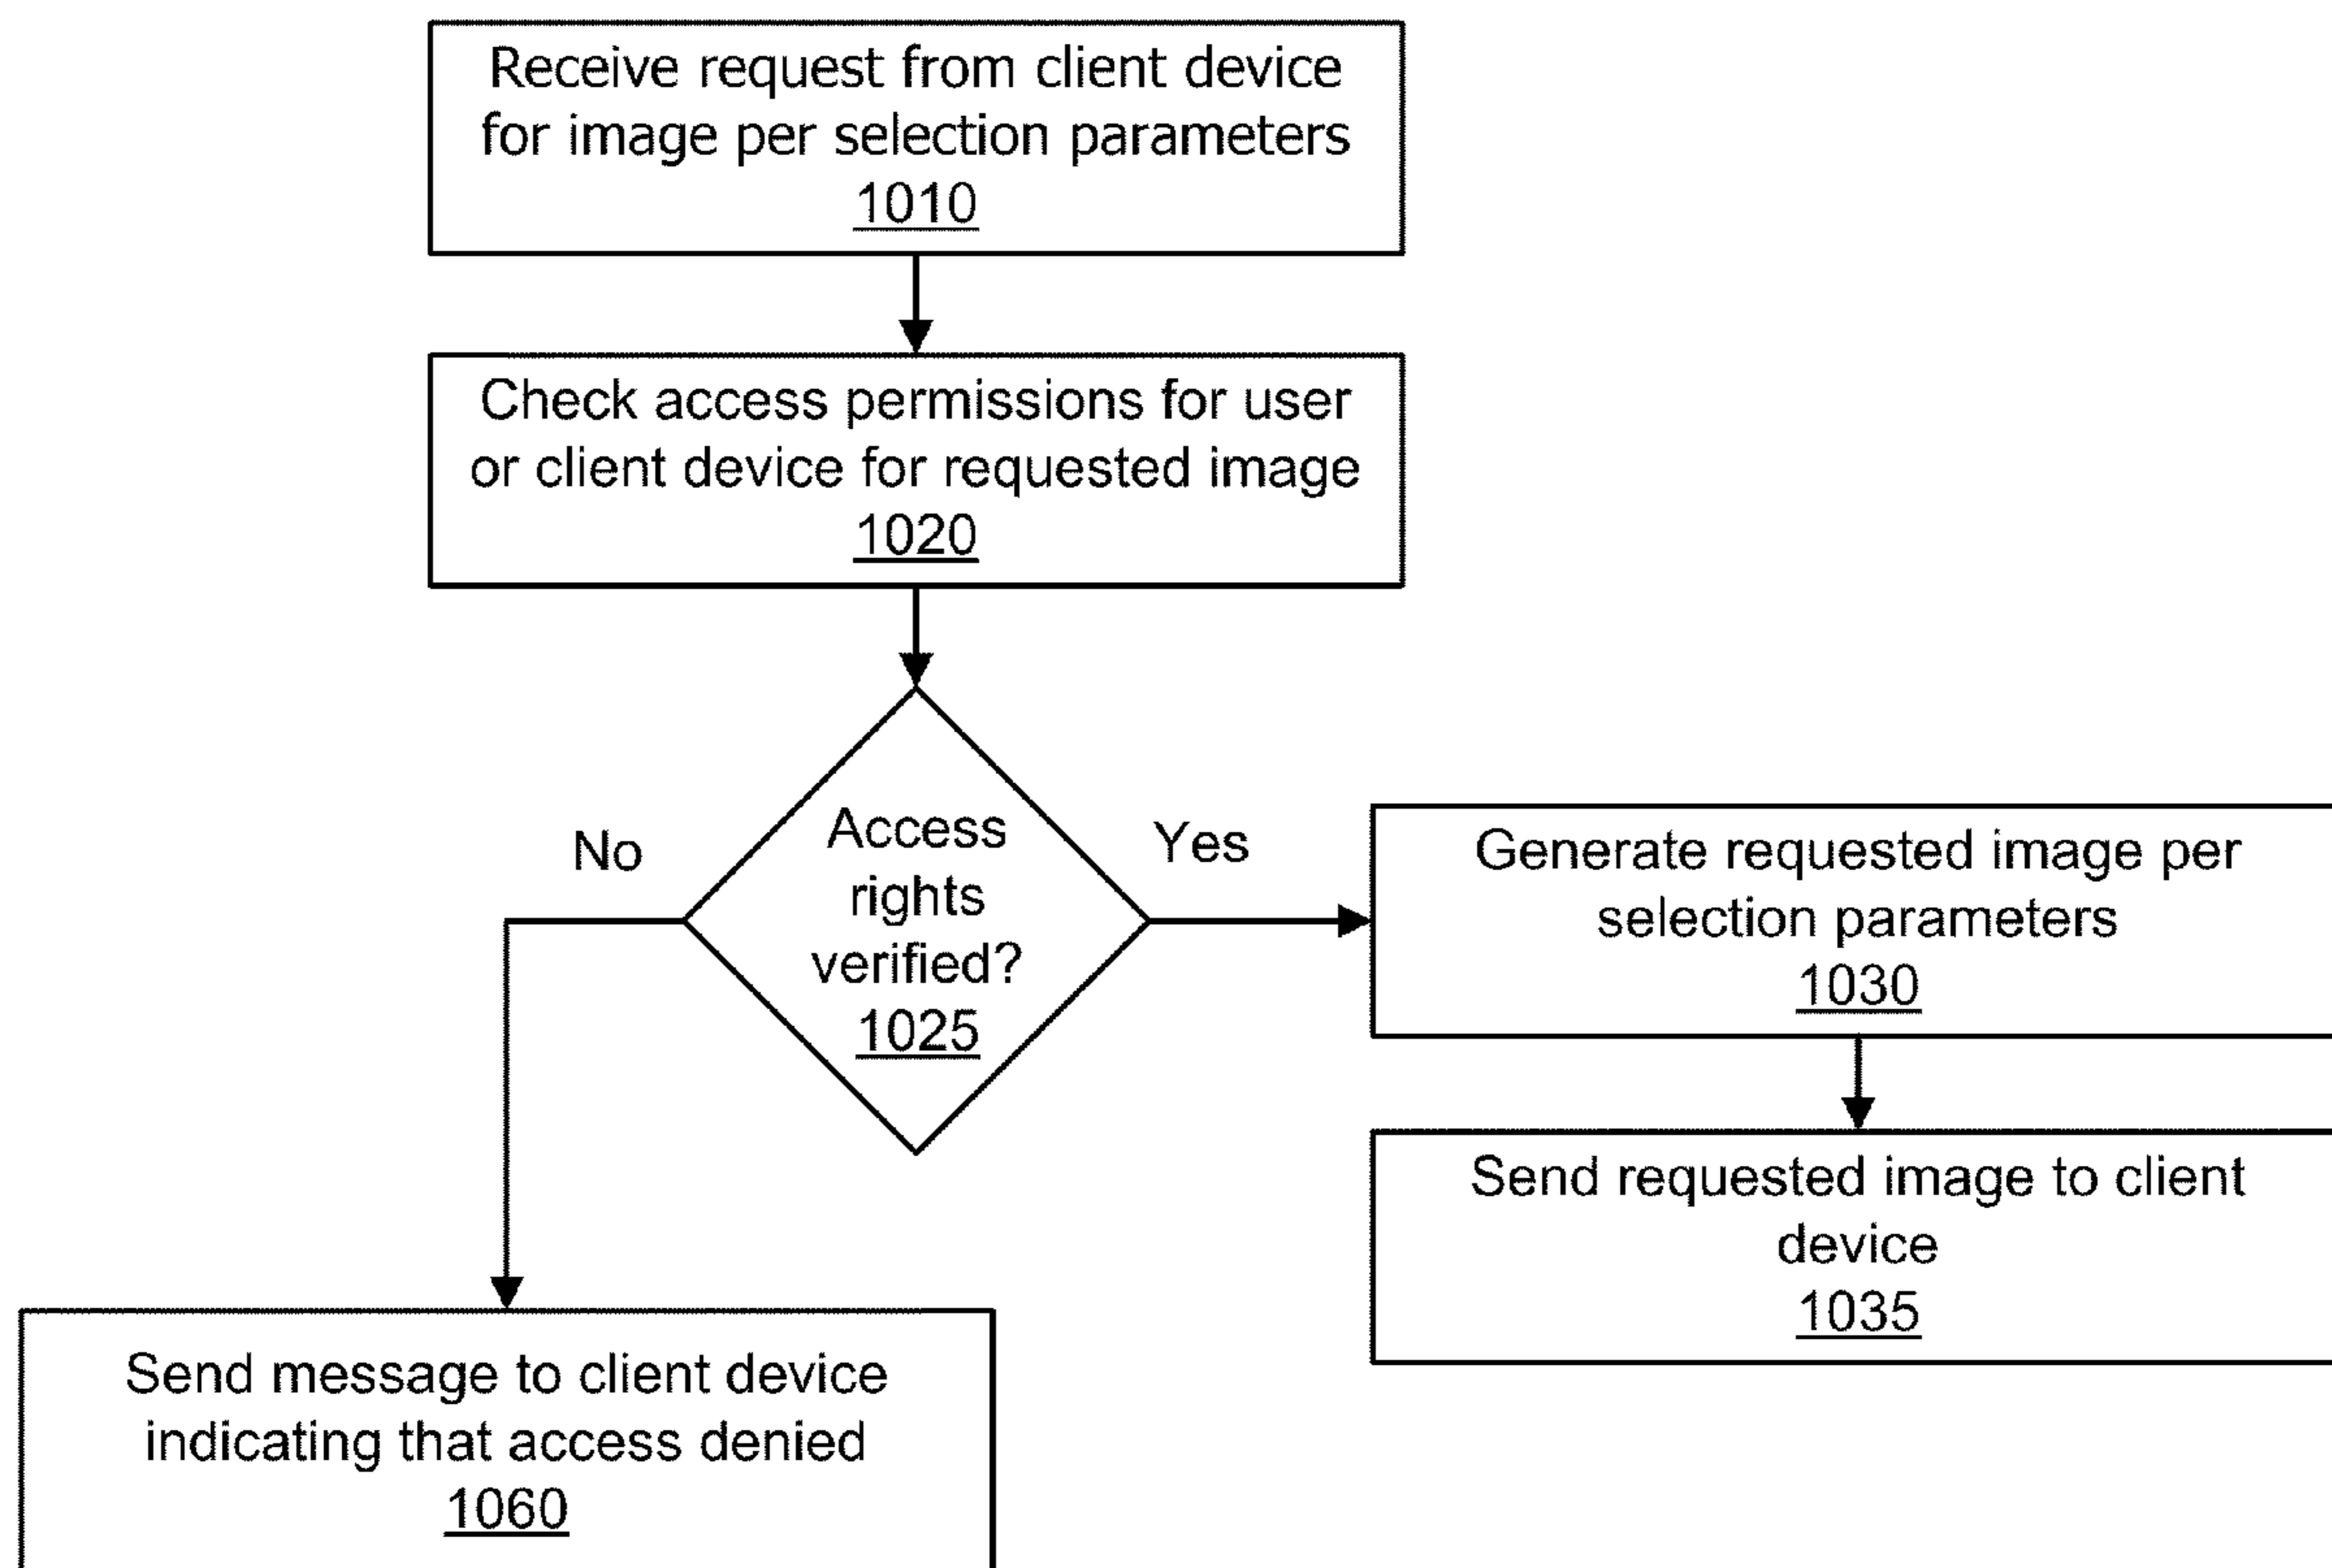 Receive request from client device
for image per selection parameters
1010
Check access permissions for user
or client device for requested image
1020
Access
rights
verified?
1025
No
Yes
Generate requested image per
selection parameters
1030
Send requested image to client
device
1035
Send message to client device
indicating that access denied
1060